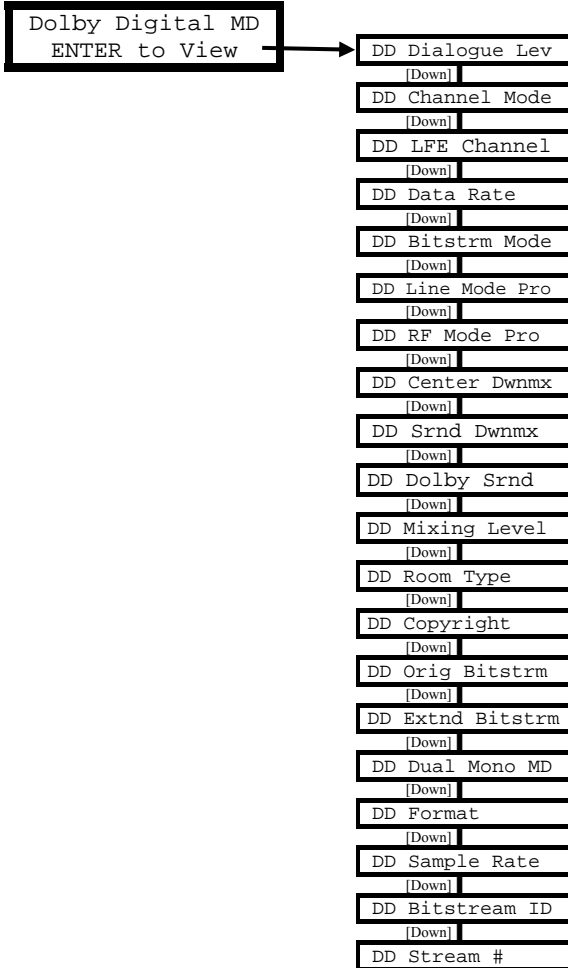 Dolby Digital MD
ENTER to View
DD Dialogue Lev
[Down]
DD Channel Mode
[Down]
DD LFE Channel
[Down]
DD Data Rate
[Down]
DD Bitstrm Mode
[Down]
DD Line Mode Pro
[Down]
DD RF Mode Pro
[Down]
DD Center Dwnmx
[Down]
DD Srnd Dwnmx
[Down]
DD Dolby Srnd
[Down]
DD Mixing Level
[Down]
DD Room Type
[Down]
DD Copyright
[Down]
DD Orig Bitstrm
[Down]
DD Extnd Bitstrm
[Down]
DD Dual Mono MD
[Down]
DD Format
[Down]
DD Sample Rate
[Down]
DD Bitstream ID
[Down]
DD Stream #